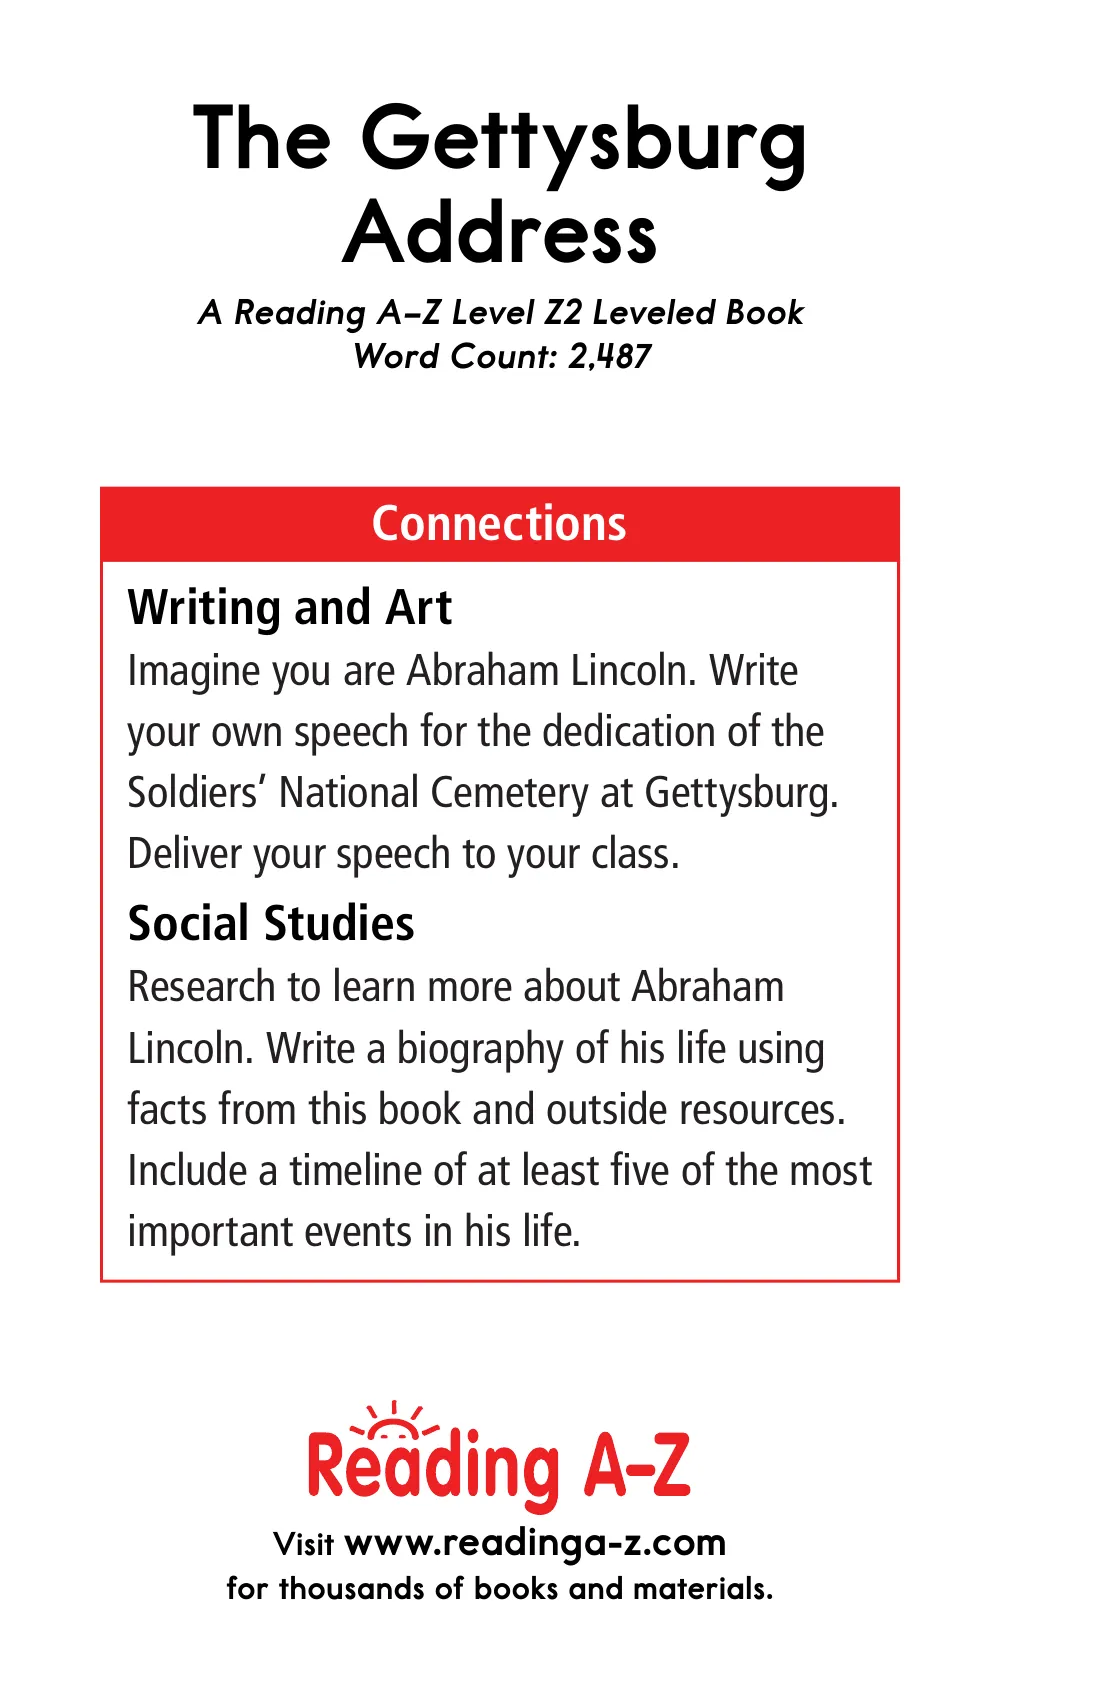 The Gettysburg
Address
A Reading A–Z Level Z2 Leveled Book
Word Count: 2,487
Connections
Writing and Art
Imagine you are Abraham Lincoln. Write
your own speech for the dedication of the
Soldiers’ National Cemetery at Gettysburg.
Deliver your speech to your class.
Social Studies
Research to learn more about Abraham
Lincoln. Write a biography of his life using
facts from this book and outside resources.
Include a timeline of at least five of the most
important events in his life.
Reading A–Z
Visit www.readinga-z.com
for thousands of books and materials.